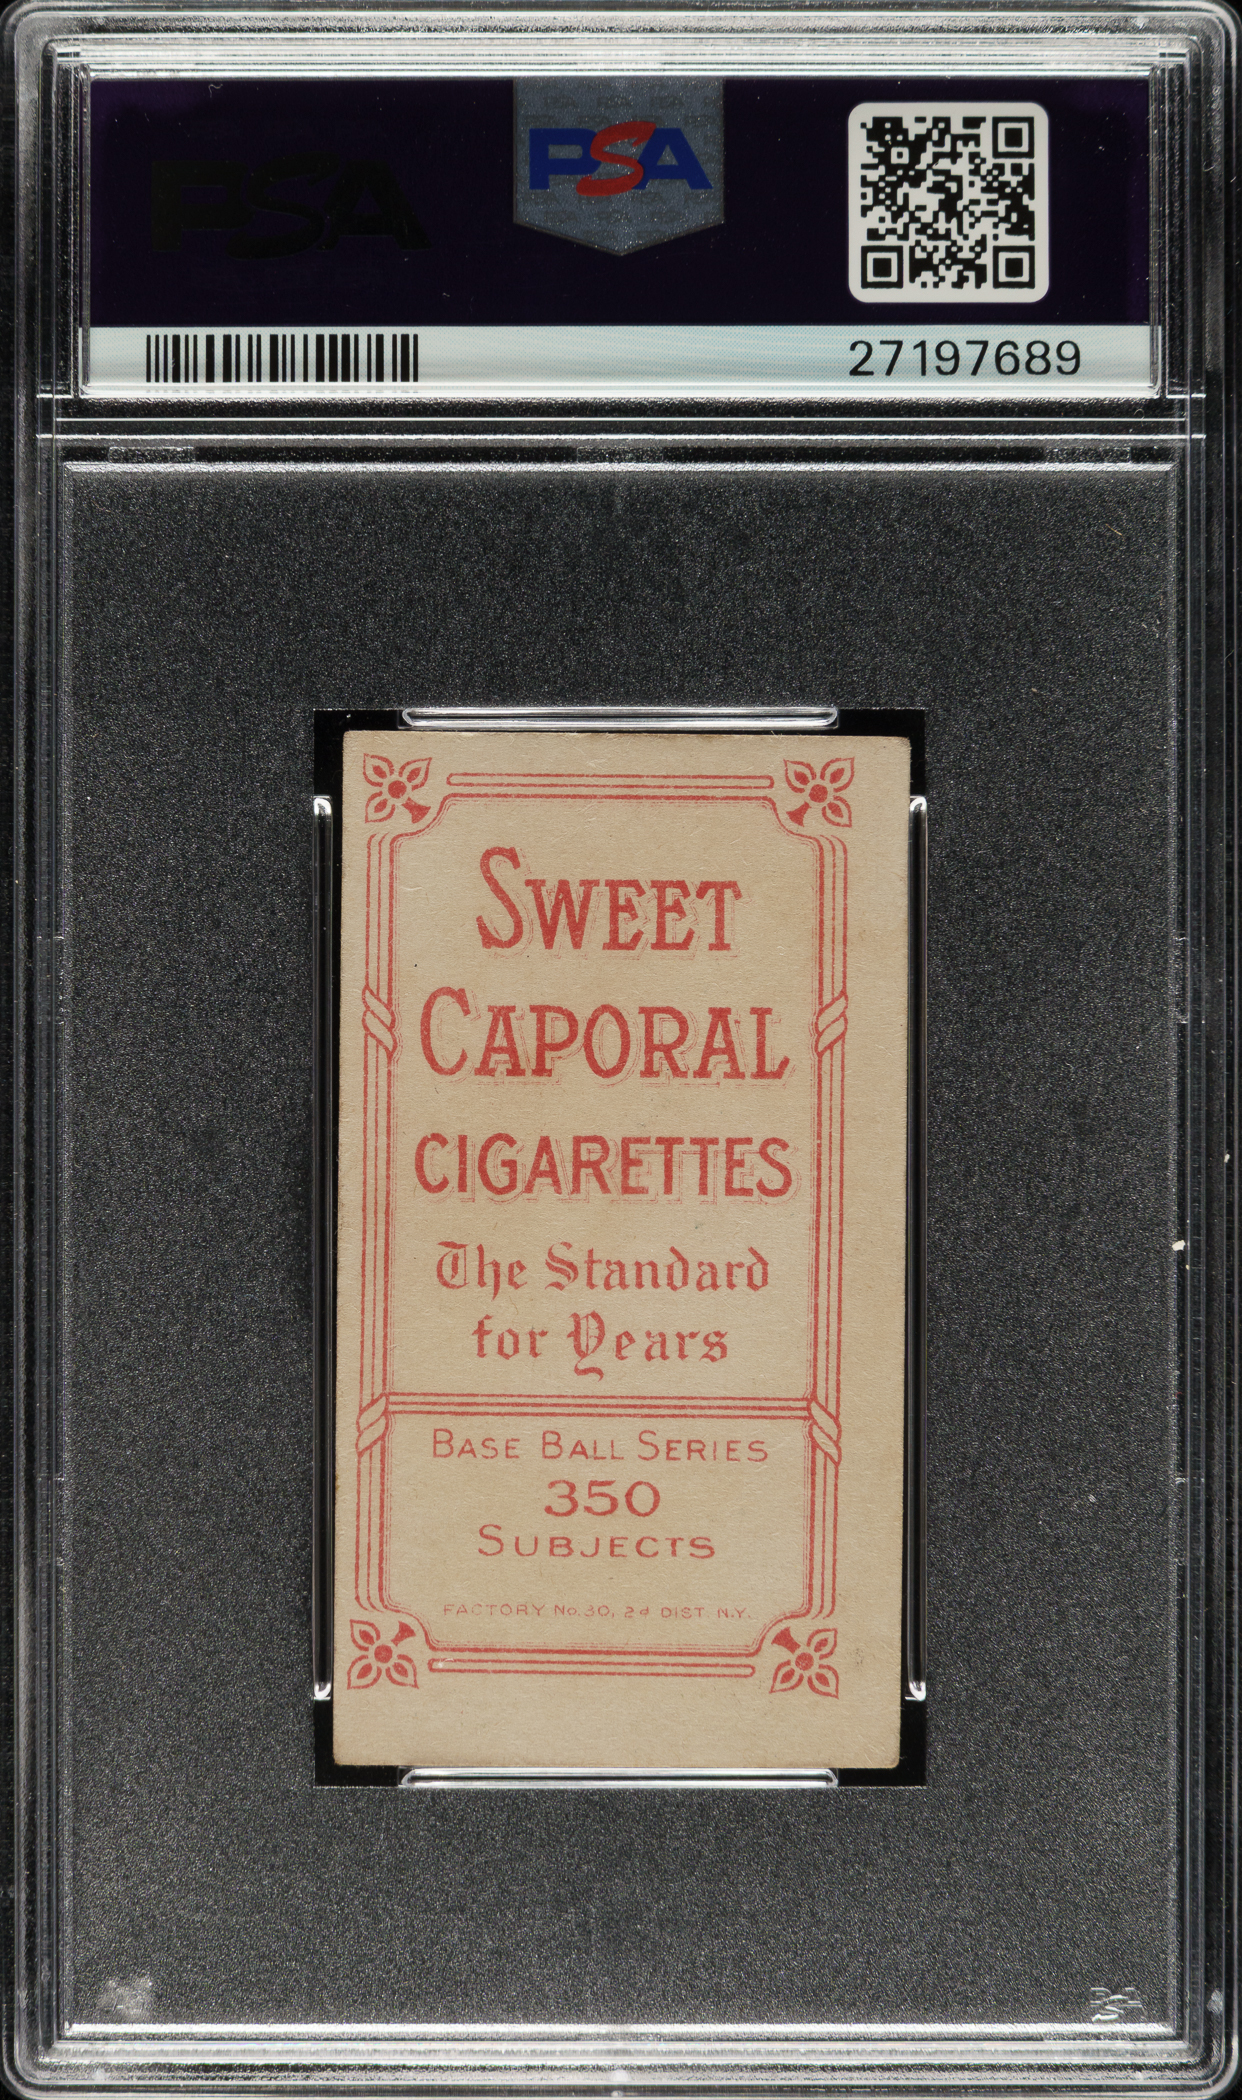 PSA
PSA
27197689
SWEET
CAPORAL
CIGARETTES
The Standard
for Years
BASE BALL SERIES
350
SUBJECTS
FACTORY No. 30, 2d DIST. N.Y.